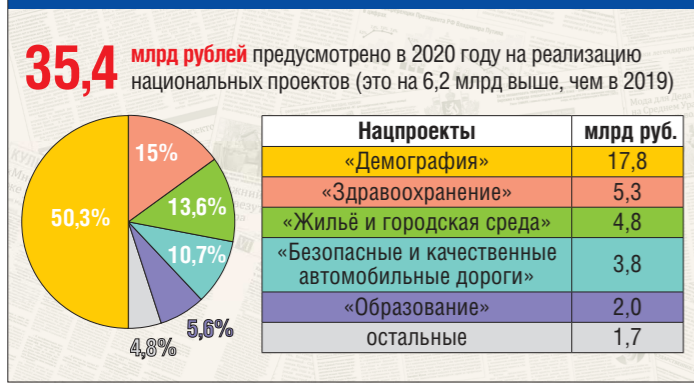 35,4 млрд рублей предусмотрено в 2020 году на реализацию
национальных проектов (это на 6,2 млрд выше, чем в 2019)
15%
50,3%
13,6%
10,7%
5,6%
4,8%
Нацпроекты млрд руб.
«Демография» 17,8
«Здравоохранение» 5,3
«Жильё и городская среда» 4,8
«Безопасные и качественные
автомобильные дороги» 3,8
«Образование» 2,0
остальные 1,7